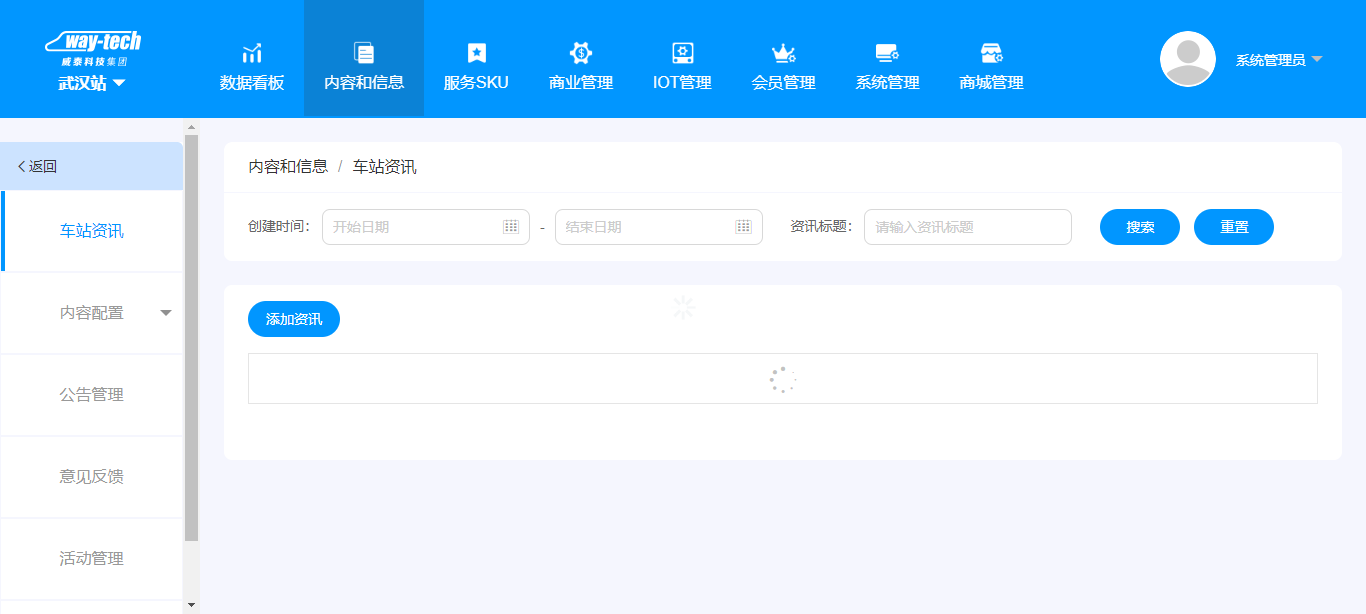 way-tech
威泰科技集团
武汉站
数据看板
内容和信息
服务SKU
商业管理
IOT管理
会员管理
系统管理
商城管理
系统管理员
返回
车站资讯
内容配置
公告管理
意见反馈
活动管理
内容和信息 / 车站资讯
创建时间： 开始日期 - 结束日期 资讯标题： 请输入资讯标题 搜索 重置
添加资讯